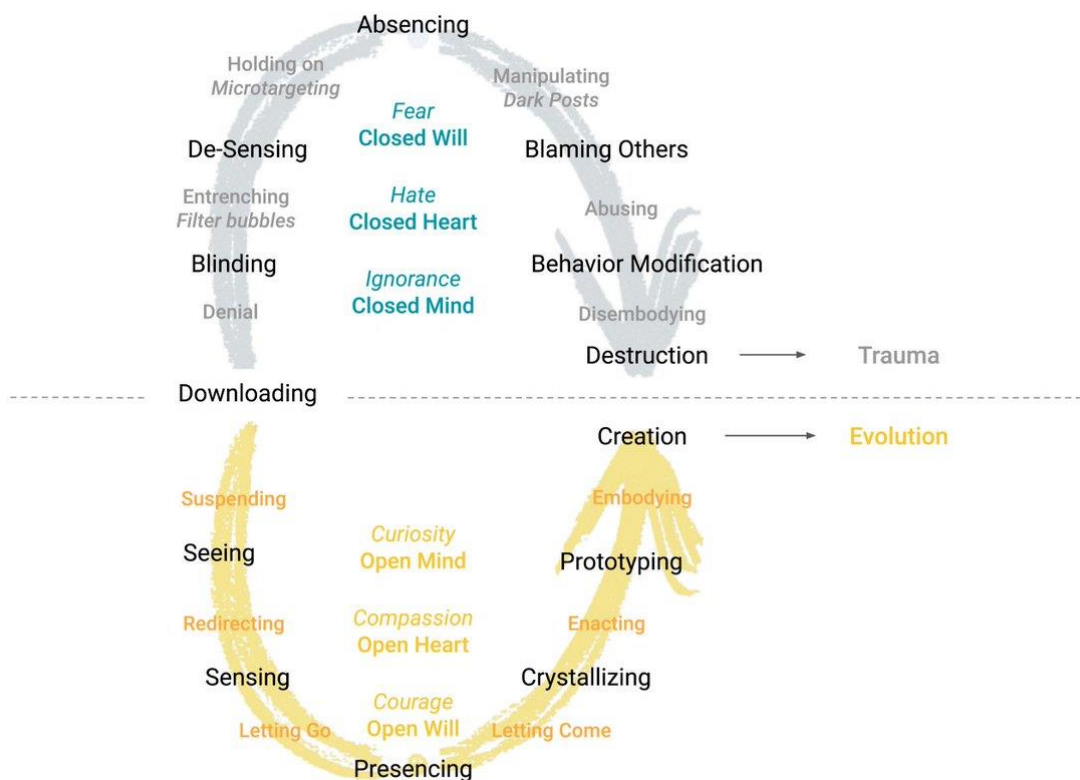 Absencing
Holding on
Microtargeting
Manipulating
Dark Posts
Fear
Closed Will
De-Sensing
Blaming Others
Entrenching
Filter bubbles
Hate
Closed Heart
Abusing
Blinding
Behavior Modification
Ignorance
Closed Mind
Denial
Disembodying
Destruction
Trauma
Downloading
Creation
Evolution
Suspending
Embodying
Curiosity
Open Mind
Seeing
Prototyping
Redirecting
Compassion
Open Heart
Enacting
Sensing
Crystallizing
Courage
Open Will
Letting Go
Letting Come
Presencing